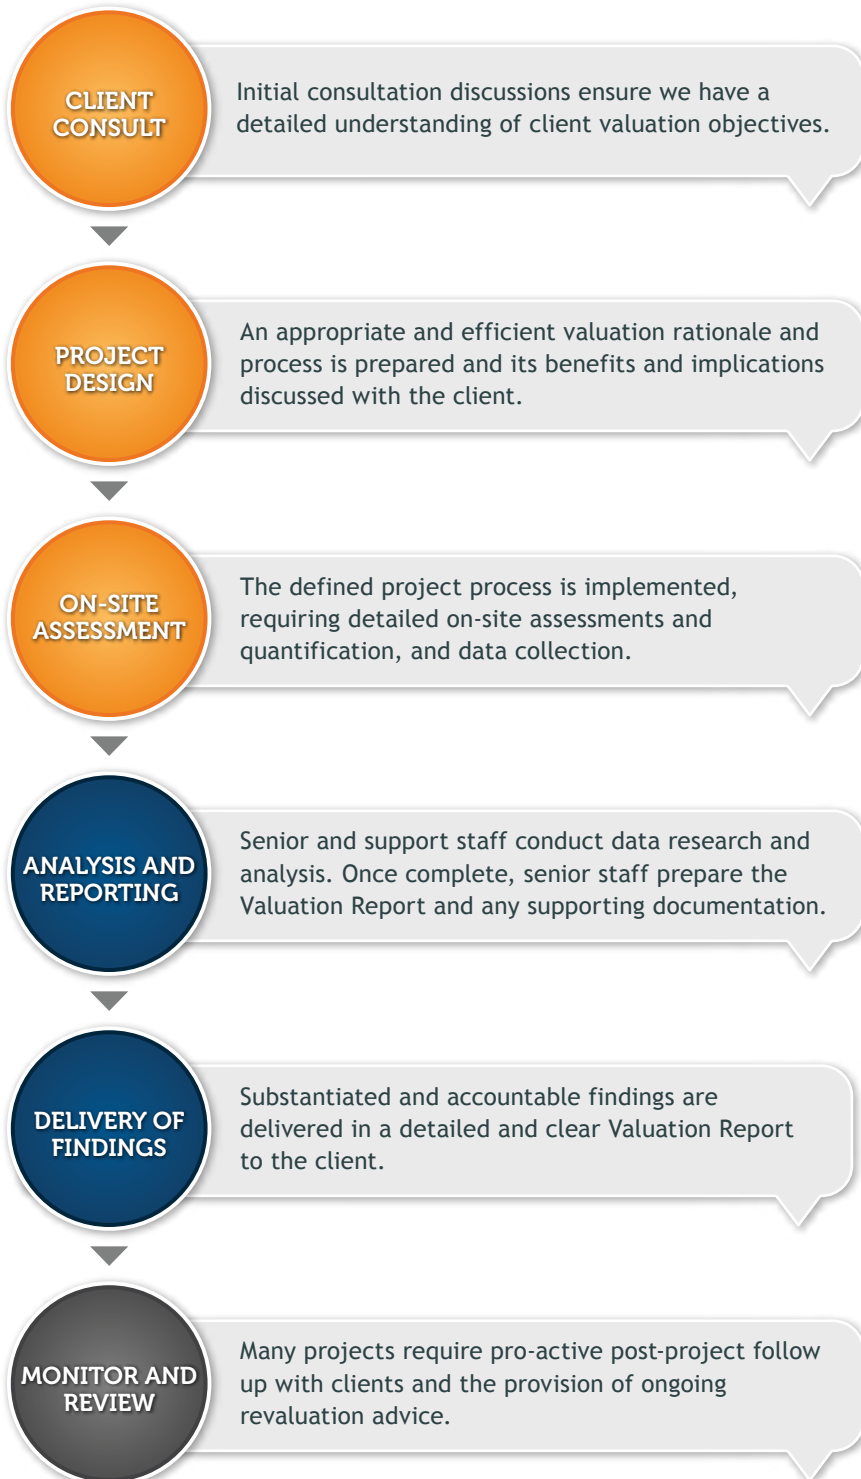 CLIENT
CONSULT
Initial consultation discussions ensure we have a
detailed understanding of client valuation objectives.
PROJECT
DESIGN
An appropriate and efficient valuation rationale and
process is prepared and its benefits and implications
discussed with the client.
ON-SITE
ASSESSMENT
The defined project process is implemented,
requiring detailed on-site assessments and
quantification, and data collection.
ANALYSIS AND
REPORTING
Senior and support staff conduct data research and
analysis. Once complete, senior staff prepare the
Valuation Report and any supporting documentation.
DELIVERY OF
FINDINGS
Substantiated and accountable findings are
delivered in a detailed and clear Valuation Report
to the client.
MONITOR AND
REVIEW
Many projects require pro-active post-project follow
up with clients and the provision of ongoing
revaluation advice.